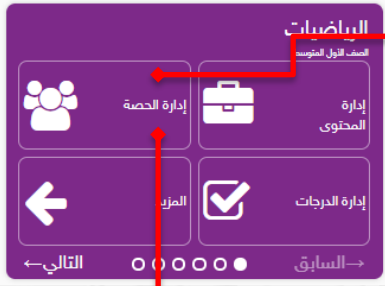 الرياضيات
الصف الأول المتوسط
إدارة
المحتوى
إدارة الحصة
إدارة الدرجات
المزيد
→السابق
التالي←